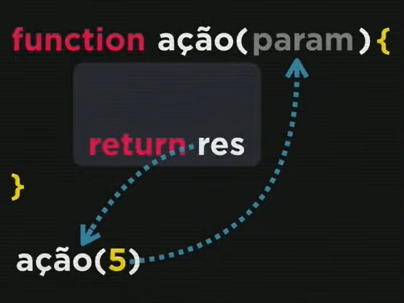 function ação(param){
return res
}
ação(5)